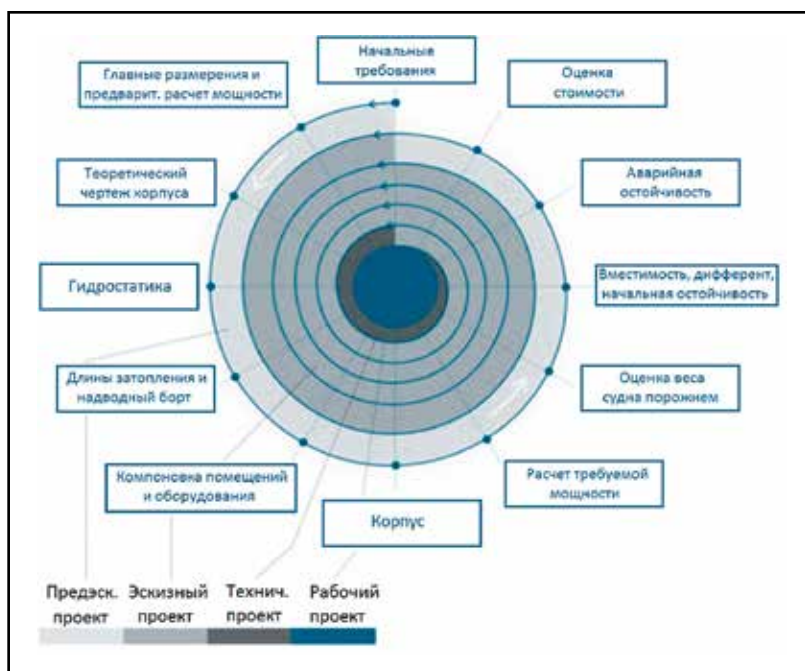 Начальные
требования
Главные размерения и
предварит. расчет мощности
Оценка
стоимости
Теоретический
чертеж корпуса
Аварийная
остойчивость
Гидростатика
Вместимость, дифферент,
начальная остойчивость
Длины затопления и
надводный борт
Оценка веса
судна порожнем
Компоновка помещений
и оборудования
Расчет требуемой
мощности
Корпус
Предэск.
проект
Эскизный
проект
Технич.
проект
Рабочий
проект